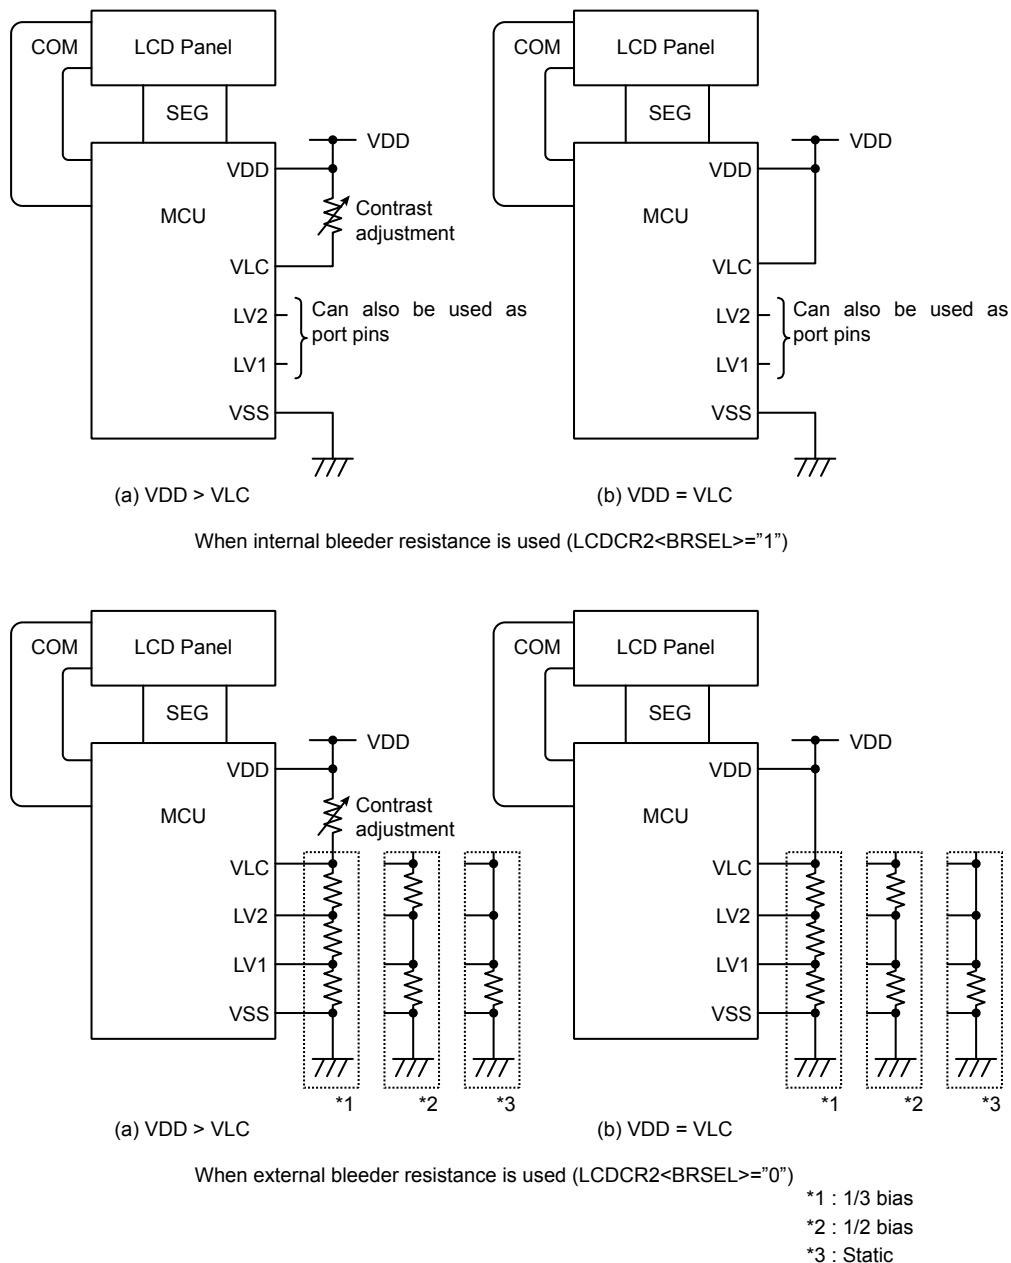 COM
LCD Panel
SEG
VDD
VDD
MCU
Contrast
adjustment
VLC
LV2
Can also be used as
port pins
LV1
VSS
(a) VDD > VLC
COM
LCD Panel
SEG
VDD
VDD
MCU
VLC
LV2
Can also be used as
port pins
LV1
VSS
(b) VDD = VLC
When internal bleeder resistance is used (LCDCR2<BRSEL>=”1”)
COM
LCD Panel
SEG
VDD
VDD
MCU
Contrast
adjustment
VLC
LV2
LV1
VSS
*1
*2
*3
(a) VDD > VLC
COM
LCD Panel
SEG
VDD
VDD
MCU
VLC
LV2
LV1
VSS
*1
*2
*3
(b) VDD = VLC
When external bleeder resistance is used (LCDCR2<BRSEL>=”0”)
*1 : 1/3 bias
*2 : 1/2 bias
*3 : Static